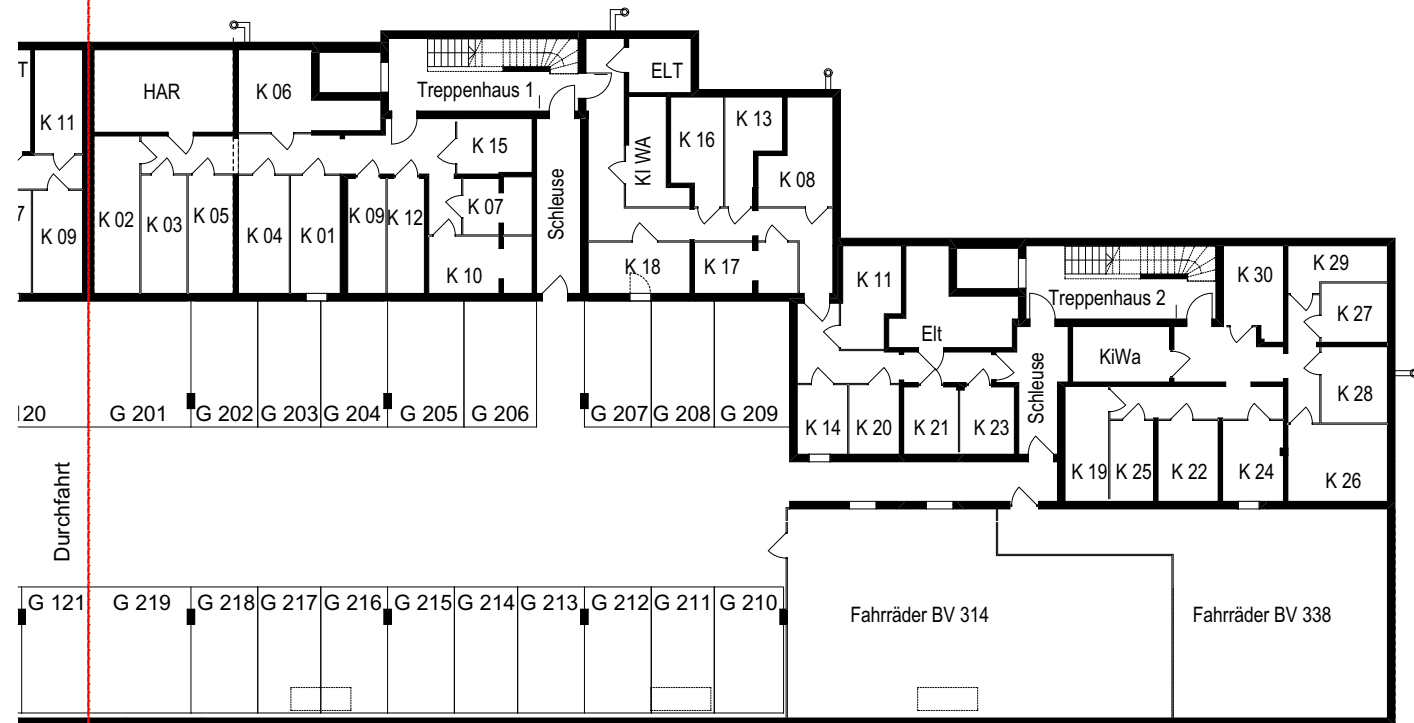 T
K 11
HAR
K 06
Treppenhaus 1
ELT
K 15
KI WA
K 16
K 13
K 08
K 02
K 03
K 05
K 04
K 01
K 09
K 12
K 07
K 10
Schleuse
K 18
K 17
7
K 09
K 11
Elt
Treppenhaus 2
K 30
K 29
K 27
KiWa
K 28
Schleuse
K 14
K 20
K 21
K 23
K 19
K 25
K 22
K 24
K 26
20
G 201
G 202
G 203
G 204
G 205
G 206
G 207
G 208
G 209
Durchfahrt
G 121
G 219
G 218
G 217
G 216
G 215
G 214
G 213
G 212
G 211
G 210
Fahrräder BV 314
Fahrräder BV 338